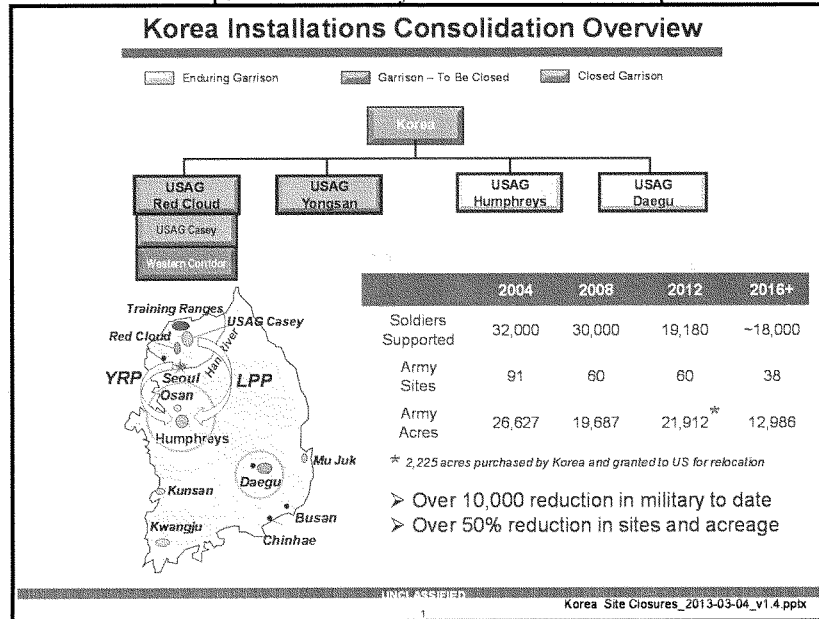 Korea Installations Consolidation Overview
Enduring Garrison
Garrison – To Be Closed
Closed Garrison
Korea
USAG
Red Cloud
USAG
Yongsan
USAG
Humphreys
USAG
Daegu
USAG Casey
Western Corridor
Training Ranges
Red Cloud
USAG Casey
Han River
YRP
Seoul
LPP
Osan
Humphreys
Daegu
Mu Juk
Kunsan
Kwangju
Busan
Chinhae
2004 2008 2012 2016+
Soldiers Supported 32,000 30,000 19,180 ~18,000
Army Sites 91 60 60 38
Army Acres 26,627 19,687 21,912* 12,986
* 2,225 acres purchased by Korea and granted to US for relocation
➢ Over 10,000 reduction in military to date
➢ Over 50% reduction in sites and acreage
UNCLASSIFIED
1
Korea Site Closures_2013-03-04_v1.4.pptx